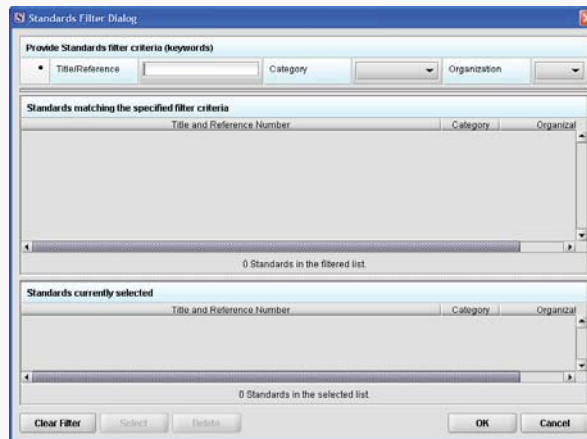 Standards Filter Dialog
Provide Standards filter criteria (keywords)
• Title/Reference Category Organization
Standards matching the specified filter criteria
Title and Reference Number Category Organizat
0 Standards in the filtered list.
Standards currently selected
Title and Reference Number Category Organizat
0 Standards in the selected list.
Clear Filter Select Delete OK Cancel